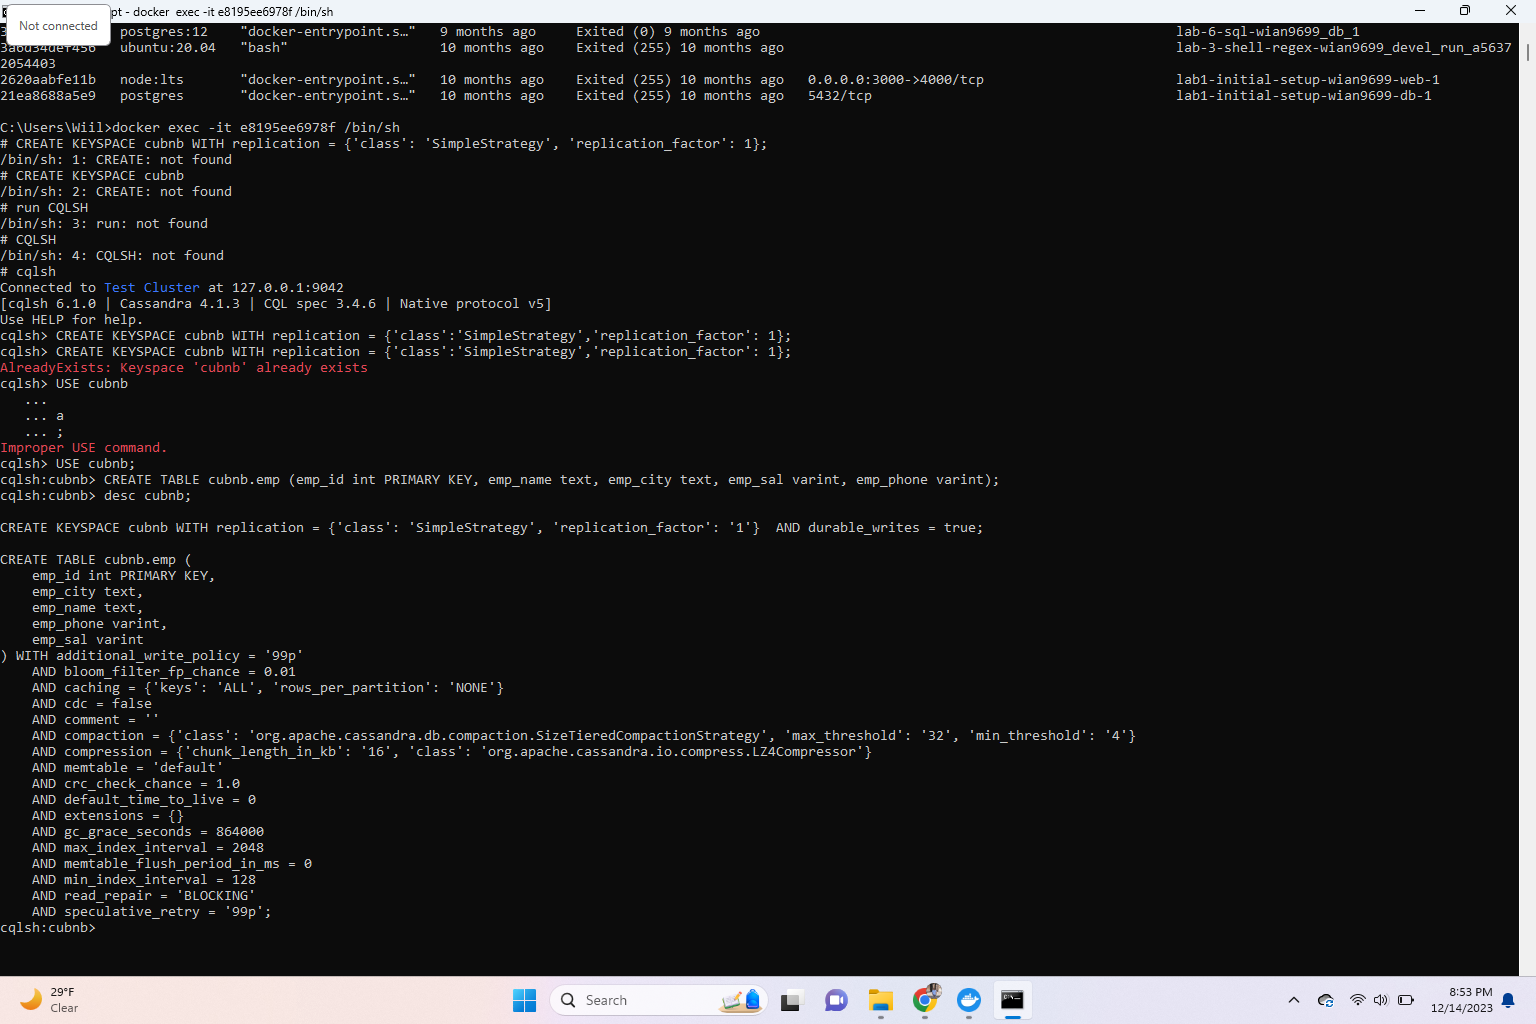 pt - docker  exec -it e8195ee6978f /bin/sh
Not connected
postgres:12   "docker-entrypoint.s…"   9 months ago     Exited (0) 9 months ago   lab-6-sql-wian9699_db_1
3a6d34def456   ubuntu:20.04   "bash"   10 months ago    Exited (255) 10 months ago   lab-3-shell-regex-wian9699_devel_run_a5637
2054403
2620aabfe11b   node:lts       "docker-entrypoint.s…"   10 months ago    Exited (255) 10 months ago   0.0.0.0:3000->4000/tcp   lab1-initial-setup-wian9699-web-1
21ea8688a5e9   postgres       "docker-entrypoint.s…"   10 months ago    Exited (255) 10 months ago   5432/tcp   lab1-initial-setup-wian9699-db-1
C:\Users\Wiil>docker exec -it e8195ee6978f /bin/sh
# CREATE KEYSPACE cubnb WITH replication = {'class': 'SimpleStrategy', 'replication_factor': 1};
/bin/sh: 1: CREATE: not found
# CREATE KEYSPACE cubnb
/bin/sh: 2: CREATE: not found
# run CQLSH
/bin/sh: 3: run: not found
# CQLSH
/bin/sh: 4: CQLSH: not found
# cqlsh
Connected to Test Cluster at 127.0.0.1:9042
[cqlsh 6.1.0 | Cassandra 4.1.3 | CQL spec 3.4.6 | Native protocol v5]
Use HELP for help.
cqlsh> CREATE KEYSPACE cubnb WITH replication = {'class':'SimpleStrategy','replication_factor': 1};
cqlsh> CREATE KEYSPACE cubnb WITH replication = {'class':'SimpleStrategy','replication_factor': 1};
AlreadyExists: Keyspace 'cubnb' already exists
cqlsh> USE cubnb
   ...
   ... a
   ... ;
Improper USE command.
cqlsh> USE cubnb;
cqlsh:cubnb> CREATE TABLE cubnb.emp (emp_id int PRIMARY KEY, emp_name text, emp_city text, emp_sal varint, emp_phone varint);
cqlsh:cubnb> desc cubnb;
CREATE KEYSPACE cubnb WITH replication = {'class': 'SimpleStrategy', 'replication_factor': '1'}  AND durable_writes = true;
CREATE TABLE cubnb.emp (
    emp_id int PRIMARY KEY,
    emp_city text,
    emp_name text,
    emp_phone varint,
    emp_sal varint
) WITH additional_write_policy = '99p'
    AND bloom_filter_fp_chance = 0.01
    AND caching = {'keys': 'ALL', 'rows_per_partition': 'NONE'}
    AND cdc = false
    AND comment = ''
    AND compaction = {'class': 'org.apache.cassandra.db.compaction.SizeTieredCompactionStrategy', 'max_threshold': '32', 'min_threshold': '4'}
    AND compression = {'chunk_length_in_kb': '16', 'class': 'org.apache.cassandra.io.compress.LZ4Compressor'}
    AND memtable = 'default'
    AND crc_check_chance = 1.0
    AND default_time_to_live = 0
    AND extensions = {}
    AND gc_grace_seconds = 864000
    AND max_index_interval = 2048
    AND memtable_flush_period_in_ms = 0
    AND min_index_interval = 128
    AND read_repair = 'BLOCKING'
    AND speculative_retry = '99p';
cqlsh:cubnb>
29°F
Clear
Search
8:53 PM
12/14/2023